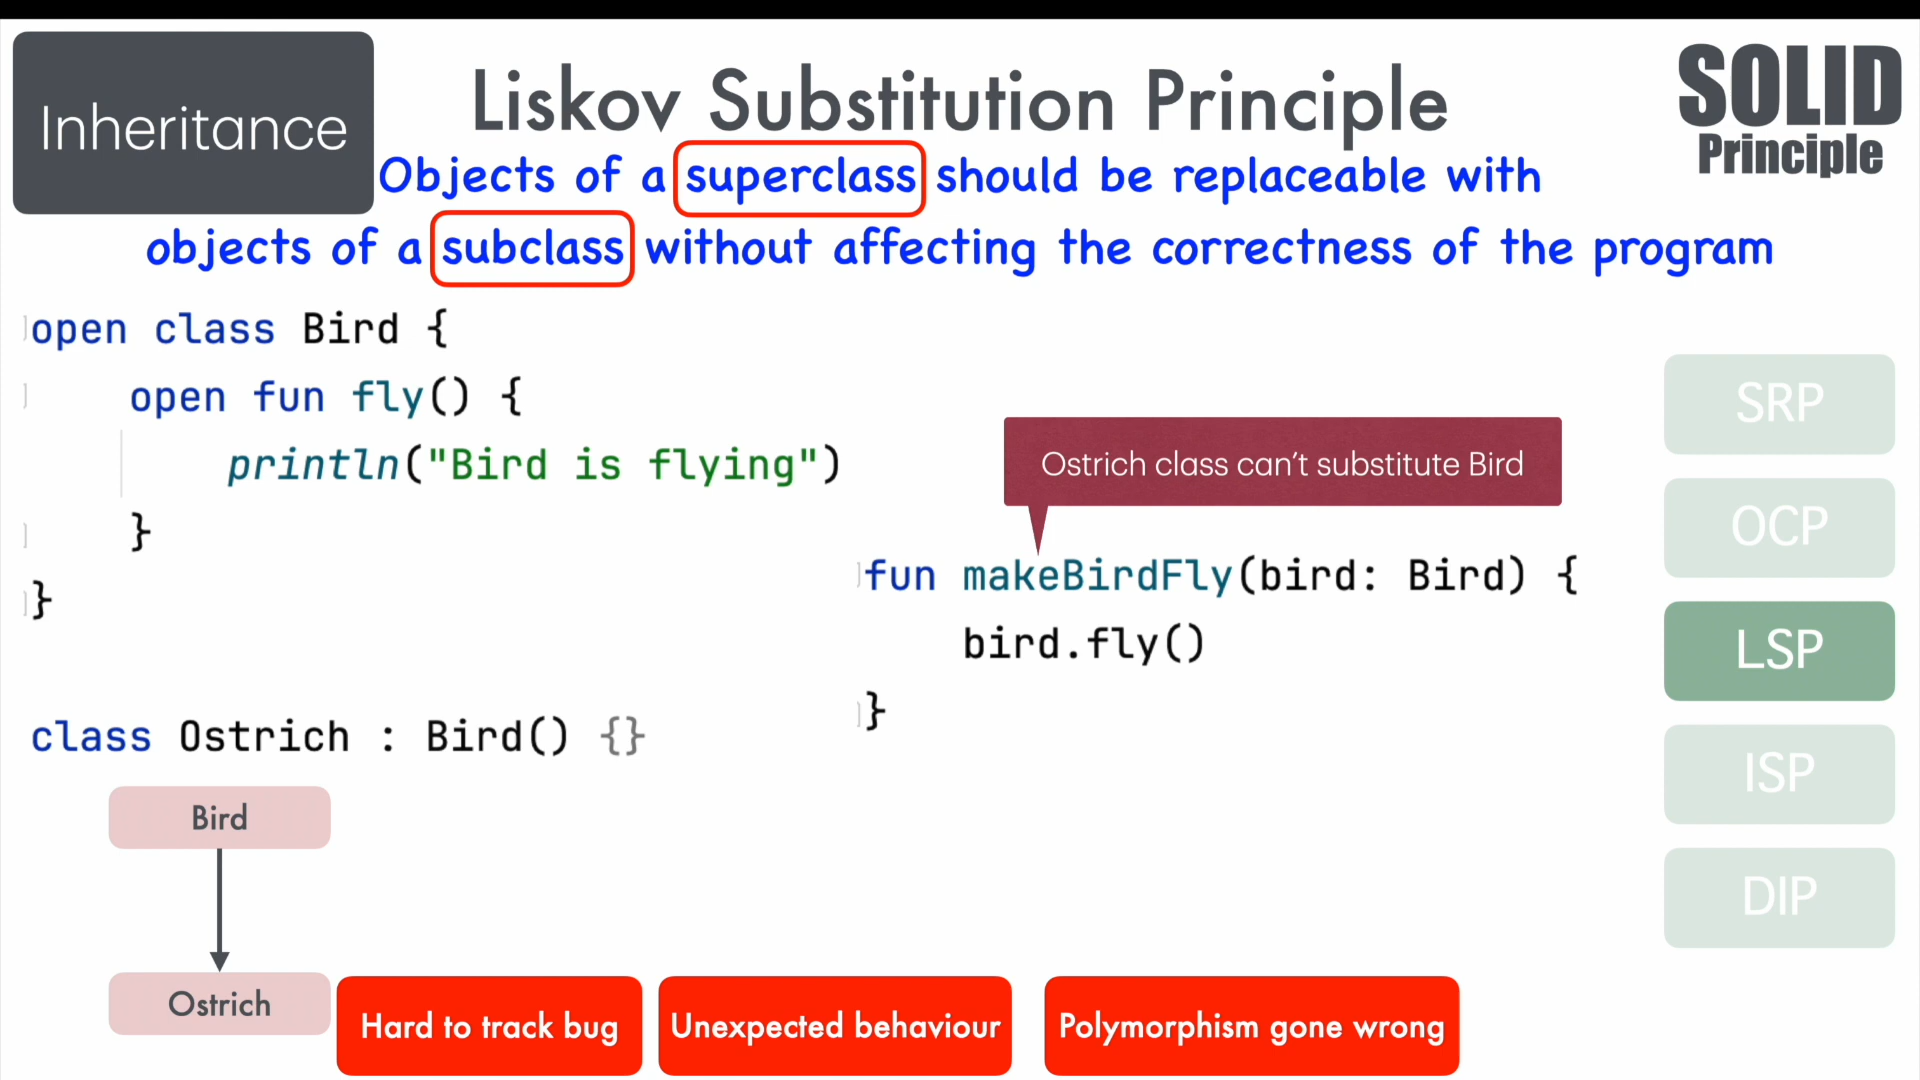 Inheritance
Liskov Substitution Principle
SOLID
Principle
Objects of a superclass should be replaceable with
objects of a subclass without affecting the correctness of the program
open class Bird {
open fun fly() {
println("Bird is flying")
}
}
class Ostrich : Bird() {}
Ostrich class can't substitute Bird
fun makeBirdFly(bird: Bird) {
bird.fly()
}
SRP
OCP
LSP
ISP
DIP
Bird
Ostrich
Hard to track bug
Unexpected behaviour
Polymorphism gone wrong